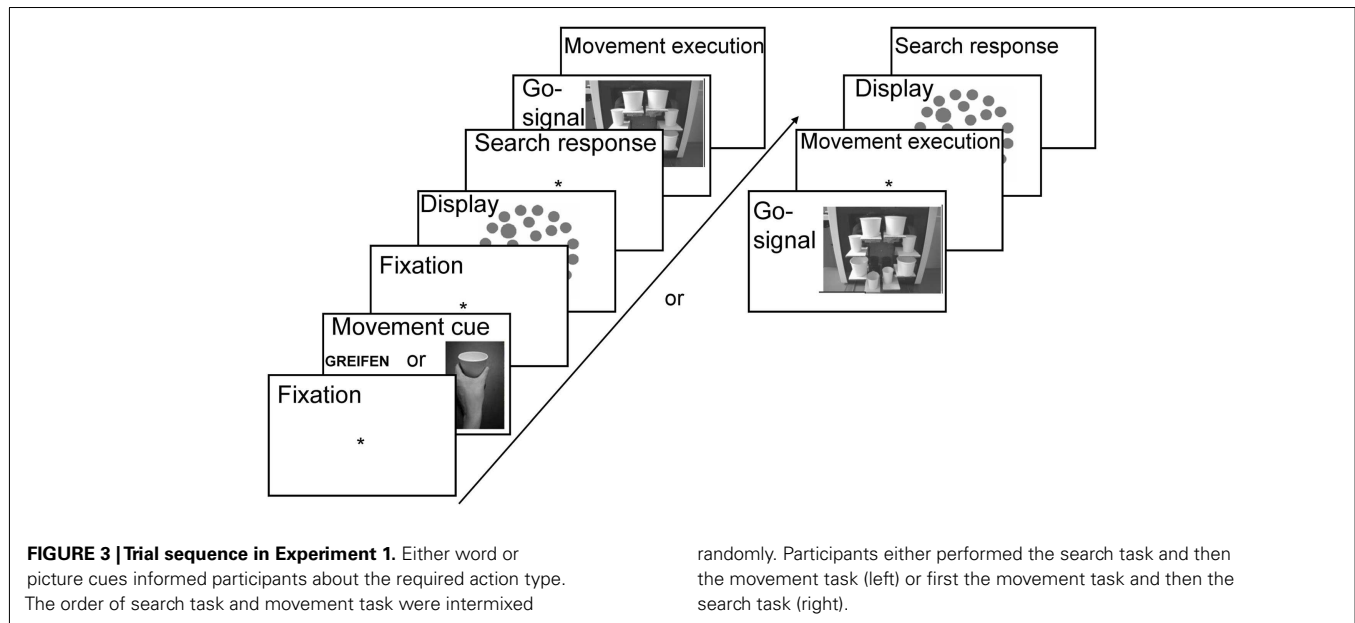 Movement execution
Go-
signal
Search response
*
Display
Fixation
*
Movement cue
GREIFEN or
Fixation
*
or
Search response
Display
Movement execution
*
Go-
signal
FIGURE 3 | Trial sequence in Experiment 1. Either word or
picture cues informed participants about the required action type.
The order of search task and movement task were intermixed
randomly. Participants either performed the search task and then
the movement task (left) or first the movement task and then the
search task (right).